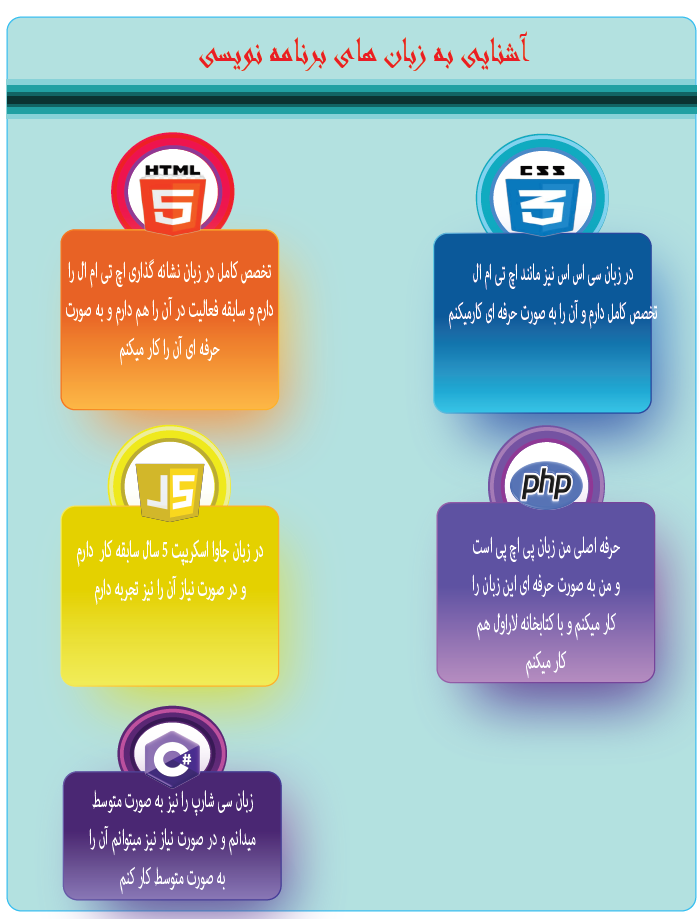 آشنایی به زبان های برنامه نویسی
CSS
3
در زبان سی اس اس نیز مانند اچ تی ام ال
تخصص کامل دارم و آن را به صورت حرفه ای کارمیکنم
HTML
5
تخصص کامل در زبان نشانه گذاری اچ تی ام ال را
دارم و سابقه فعالیت در آن را هم دارم و به صورت
حرفه ای آن را کار میکنم
php
حرفه اصلی من زبان پی اچ پی است
و من به صورت حرفه ای این زبان را
کار میکنم و با کتابخانه لاراول هم
کار میکنم
JS
در زبان جاوا اسکریپت 5 سال سابقه کار دارم
و در صورت نیاز آن را نیز تجربه دارم
C#
زبان سی شارپ را نیز به صورت متوسط
میدانم و در صورت نیاز نیز میتوانم آن را
به صورت متوسط کار کنم